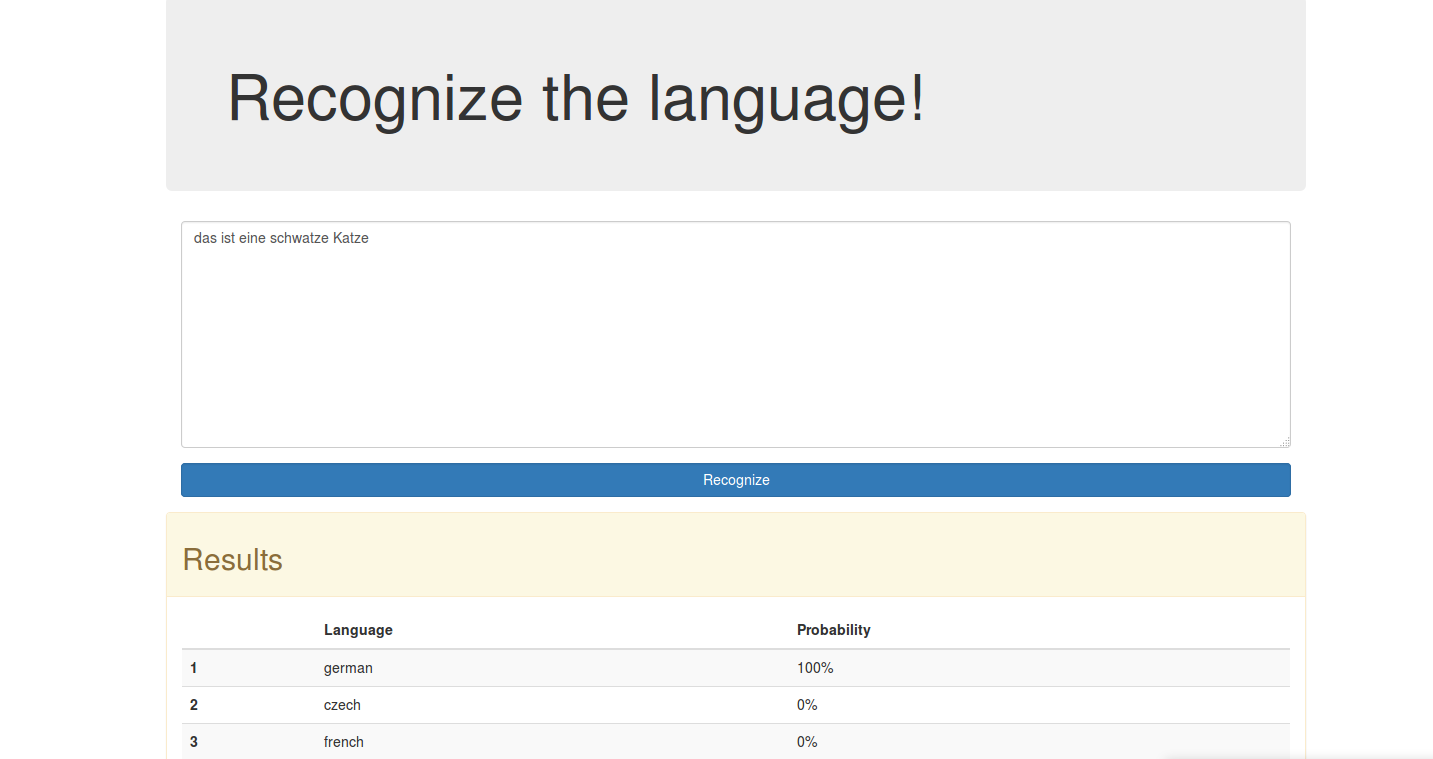 Recognize the language!
das ist eine schwatze Katze
Recognize
Results
Language Probability
1 german 100%
2 czech 0%
3 french 0%